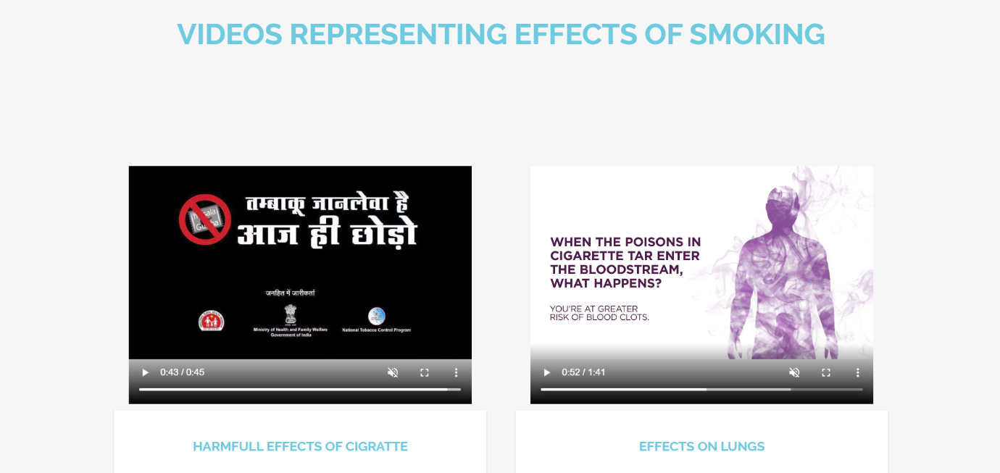 VIDEOS REPRESENTING EFFECTS OF SMOKING
तम्बाकू जानलेवा है
आज ही छोड़ो
जनहित में जारीकर्ता
Ministry of Health and Family Welfare
Government of India
National Tobacco Control Program
0:43 / 0:45
HARMFULL EFFECTS OF CIGRATTE
WHEN THE POISONS IN
CIGARETTE TAR ENTER
THE BLOODSTREAM,
WHAT HAPPENS?
YOU'RE AT GREATER
RISK OF BLOOD CLOTS.
0:52 / 1:41
EFFECTS ON LUNGS